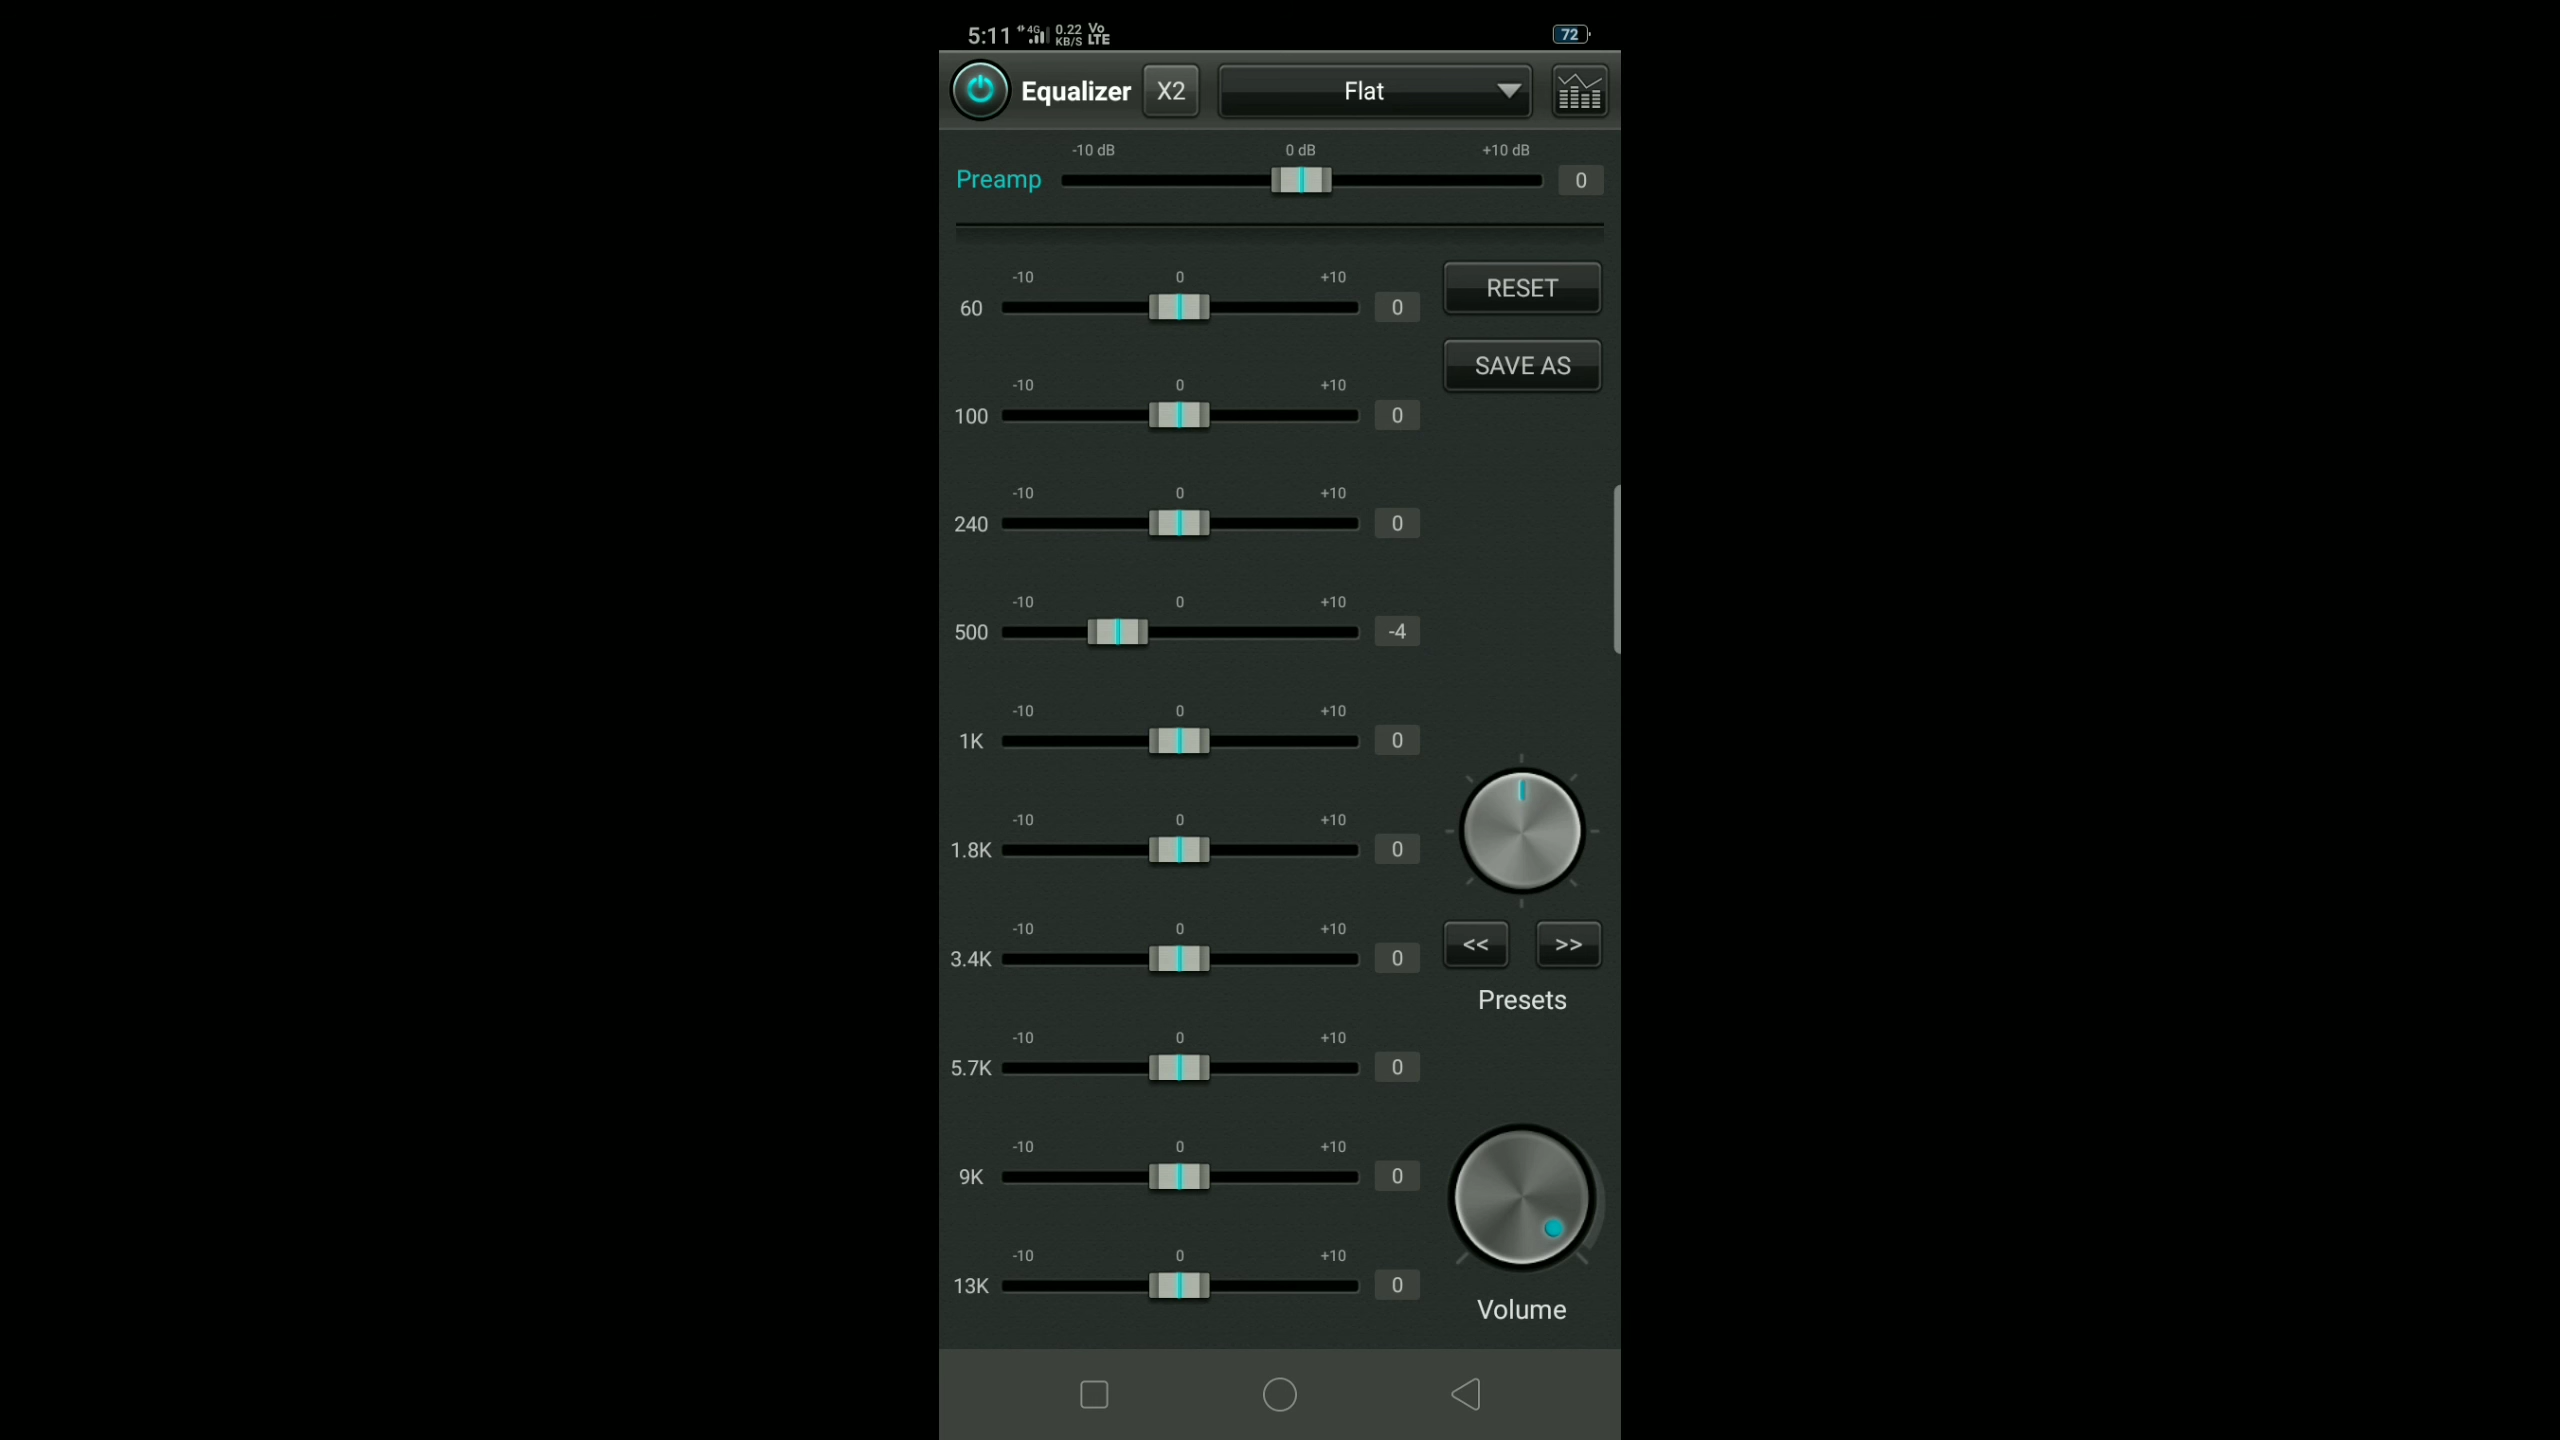 5:11 4G 0.22 KB/S Vo LTE 72
Equalizer X2 Flat
-10 dB 0 dB +10 dB
Preamp 0
-10 0 +10
60 0 RESET
SAVE AS
-10 0 +10
100 0
-10 0 +10
240 0
-10 0 +10
500 -4
-10 0 +10
1K 0
-10 0 +10
1.8K 0
-10 0 +10
3.4K 0
<< >>
Presets
-10 0 +10
5.7K 0
-10 0 +10
9K 0
-10 0 +10
13K 0
Volume